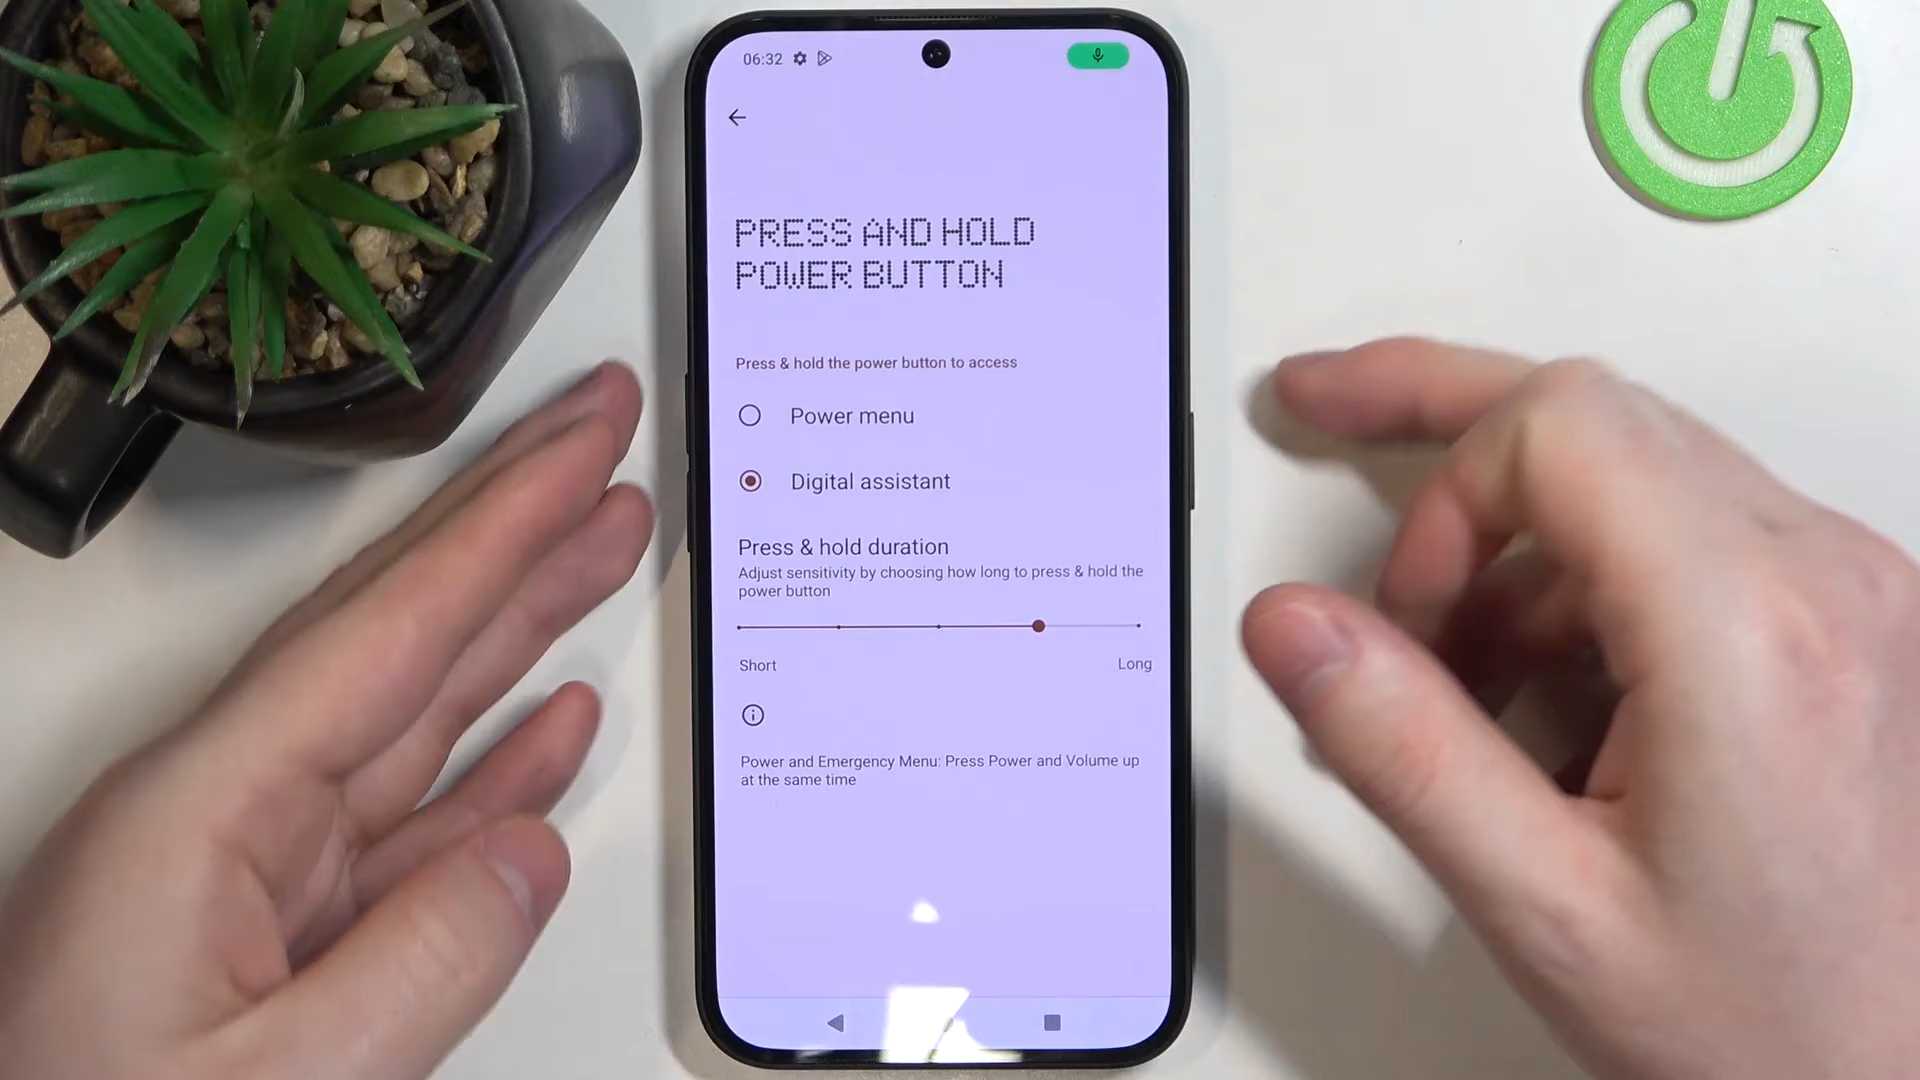 06:32
PRESS AND HOLD
POWER BUTTON
Press & hold the power button to access
Power menu
Digital assistant
Press & hold duration
Adjust sensitivity by choosing how long to press & hold the
power button
Short
Long
Power and Emergency Menu: Press Power and Volume up
at the same time